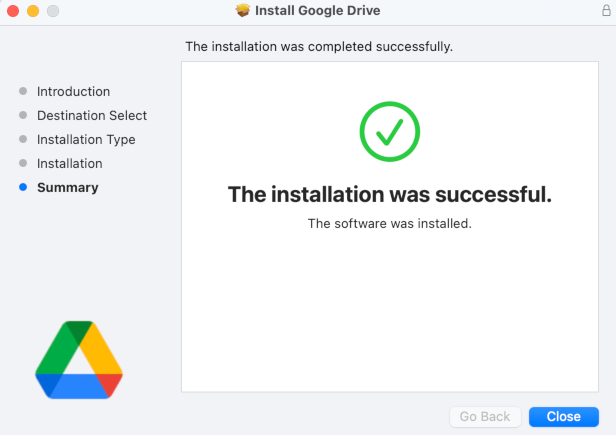 Install Google Drive
The installation was completed successfully.
Introduction
Destination Select
Installation Type
Installation
Summary
The installation was successful.
The software was installed.
Go Back
Close